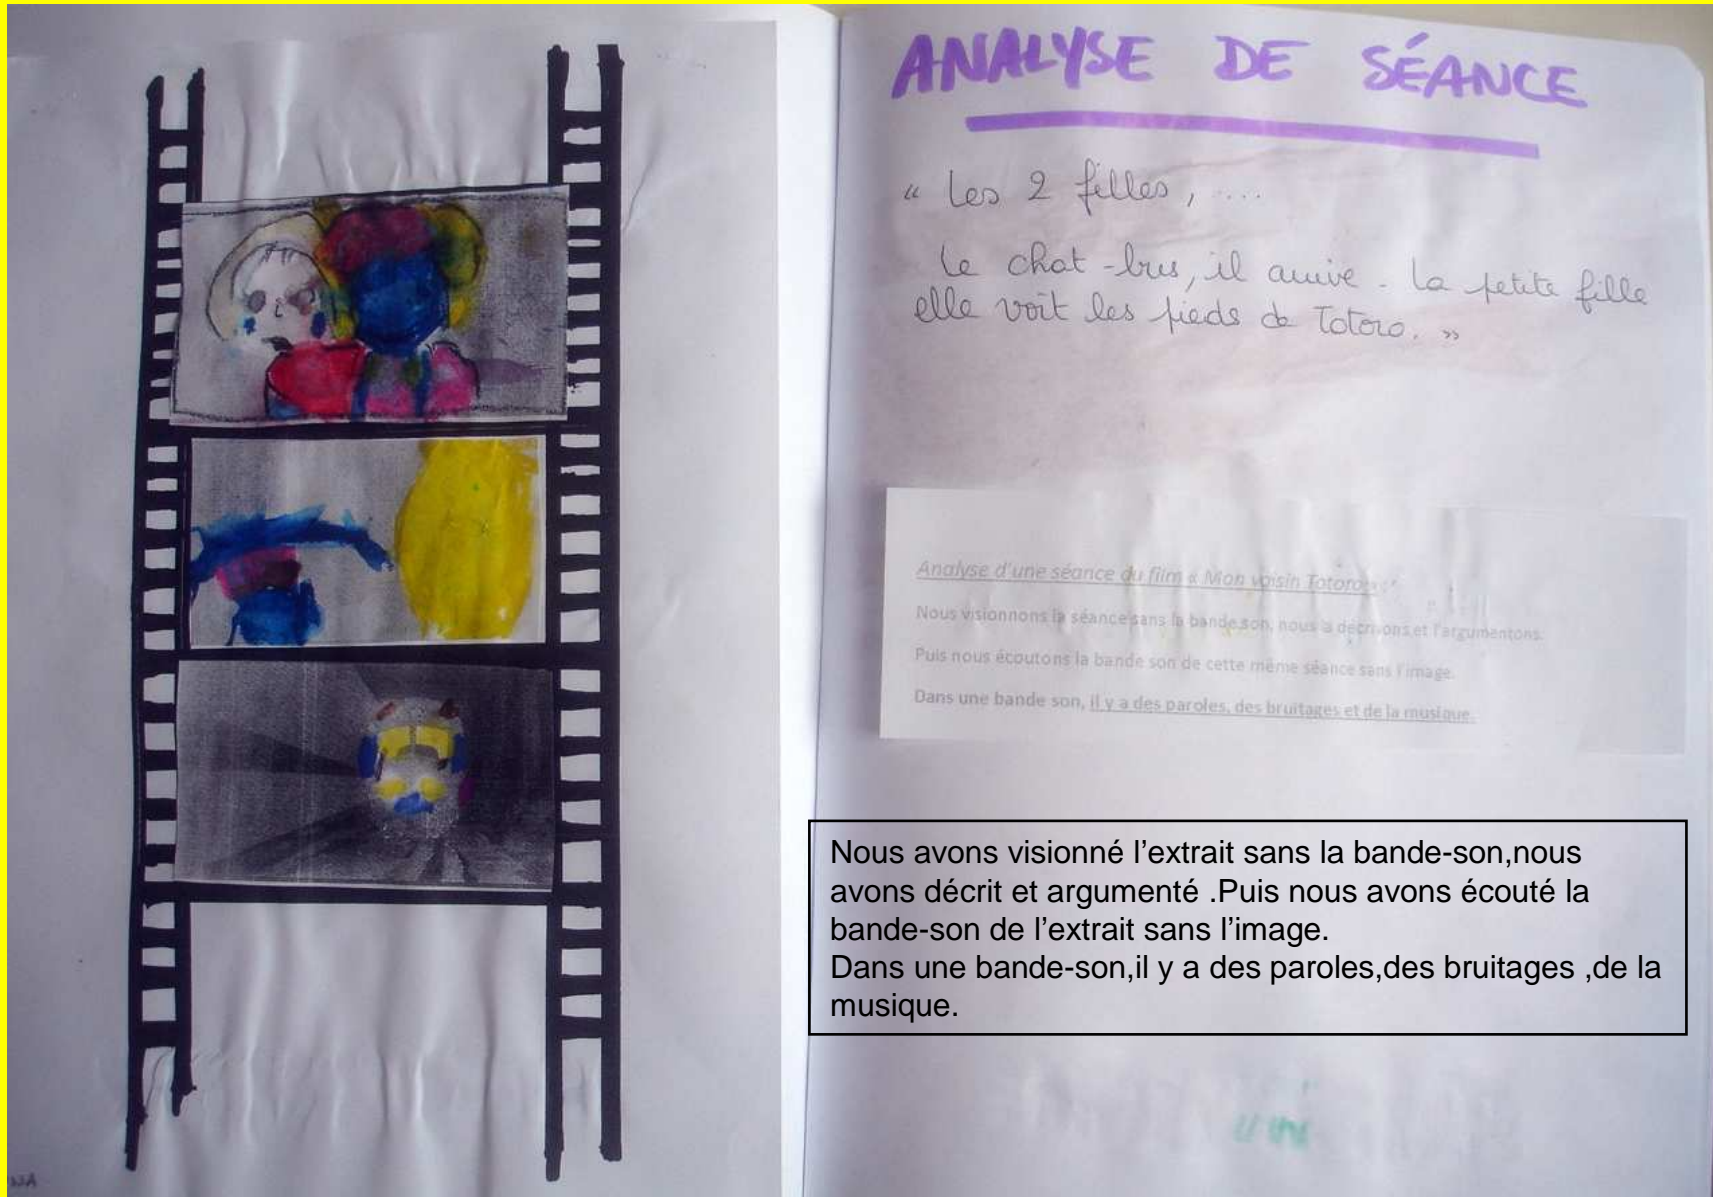 ANALYSE DE SÉANCE
« Les 2 filles, ....
Le chat-bus, il arrive - La petite fille
elle voit les pieds de Totoro. »
Analyse d'une séance du film « Mon voisin Totoro » :
Nous visionnons la séance sans la bande son, nous la décrivons et l'argumentons.
Puis nous écoutons la bande son de cette même séance sans l'image.
Dans une bande son, il y a des paroles, des bruitages et de la musique.
Nous avons visionné l'extrait sans la bande-son,nous
avons décrit et argumenté .Puis nous avons écouté la
bande-son de l'extrait sans l'image.
Dans une bande-son,il y a des paroles,des bruitages ,de la
musique.